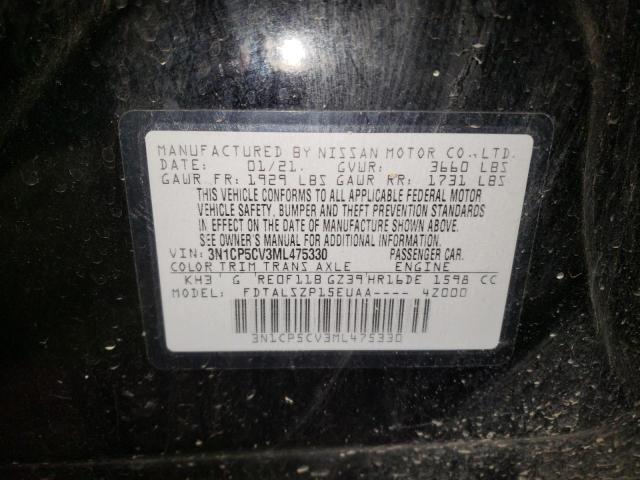 MANUFACTURED BY NISSAN MOTOR CO.,LTD.
DATE: 01/21. GVWR: 3660 LBS
GAWR FR: 1929 LBS GAWR RR: 1731 LBS
THIS VEHICLE CONFORMS TO ALL APPLICABLE FEDERAL MOTOR
VEHICLE SAFETY, BUMPER AND THEFT PREVENTION STANDARDS
IN EFFECT ON THE DATE OF MANUFACTURE SHOWN ABOVE.
SEE OWNER'S MANUAL FOR ADDITIONAL INFORMATION.
VIN: 3N1CP5CV3ML475330 PASSENGER CAR.
COLOR TRIM TRANS AXLE ENGINE
KH3 G RE0F11B GZ39 HR16DE 1598 CC
MODEL: FDTALSZP15EUAA---- 4Z000
3N1CP5CV3ML475330